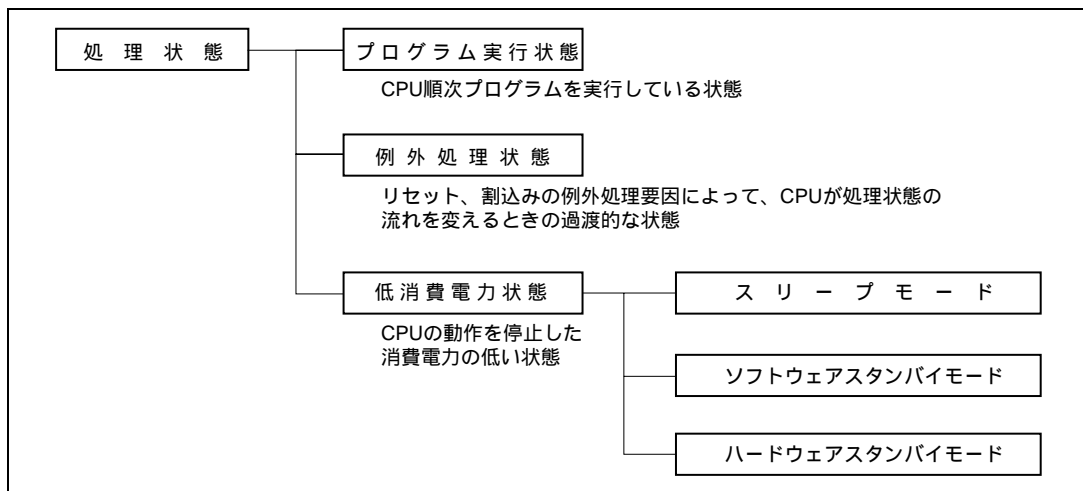 処理状態
プログラム実行状態
CPU順次プログラムを実行している状態
例外処理状態
リセット、割込みの例外処理要因によって、CPUが処理状態の
流れを変えるときの過渡的な状態
低消費電力状態
CPUの動作を停止した
消費電力の低い状態
スリープモード
ソフトウェアスタンバイモード
ハードウェアスタンバイモード